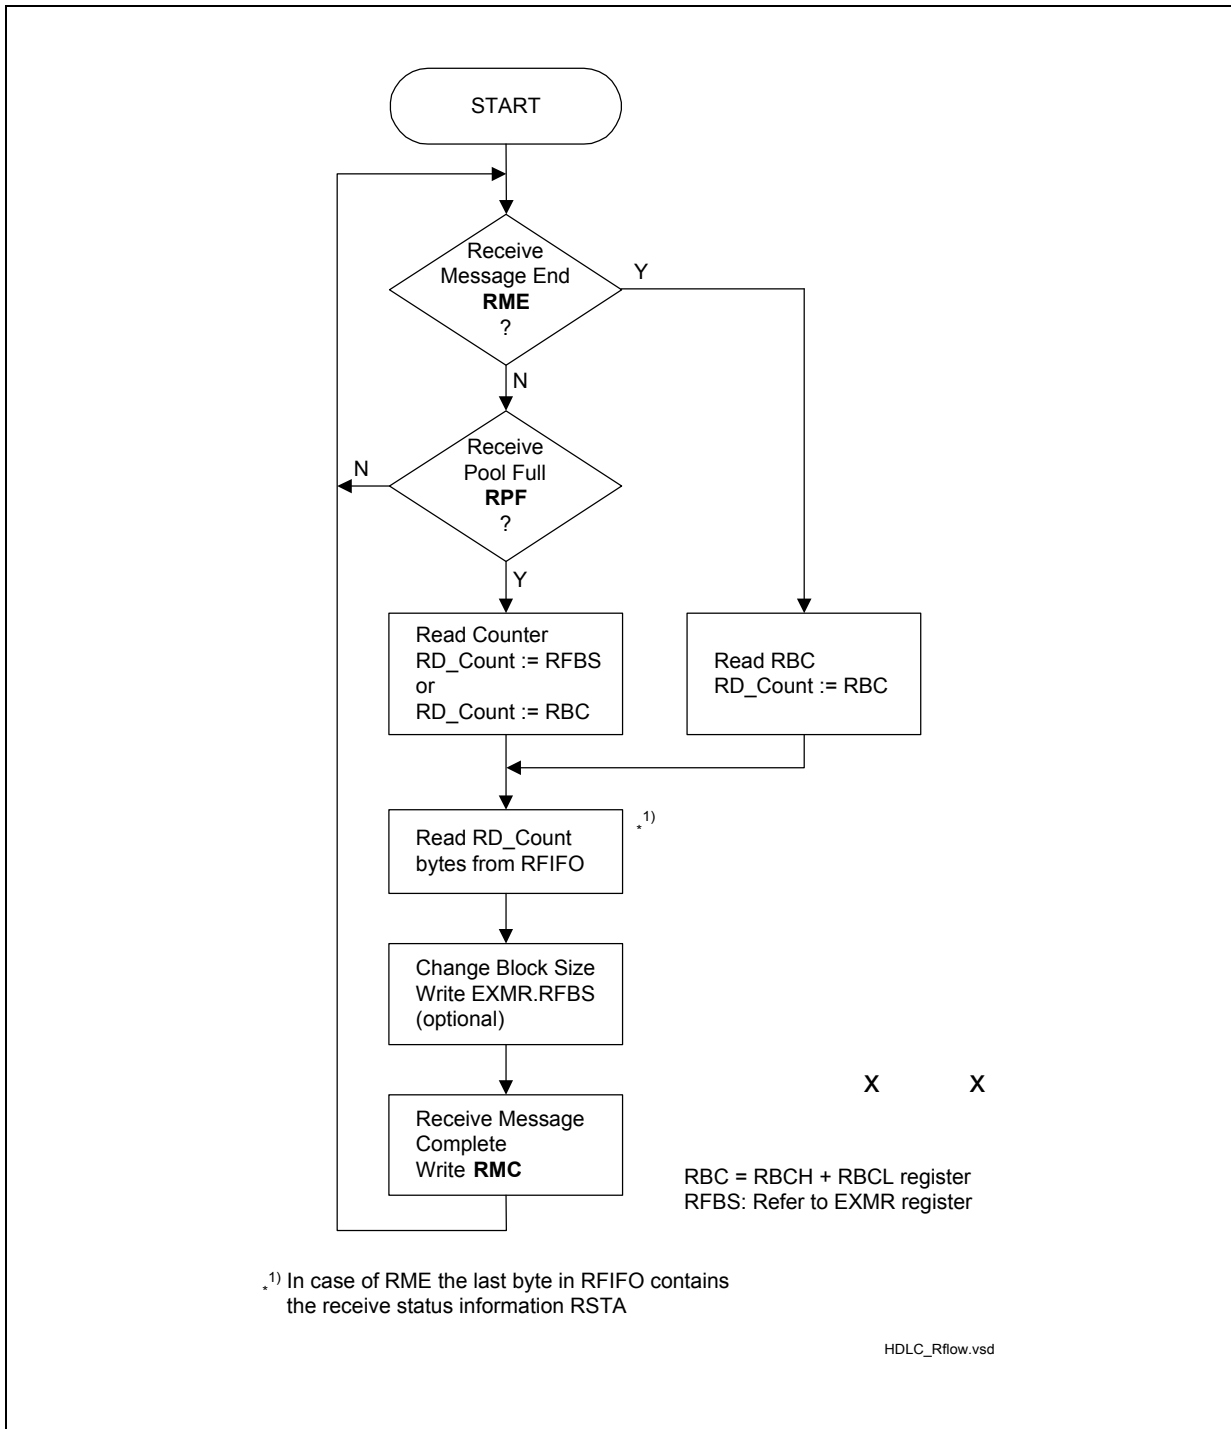 START
Receive
Message End
RME
?
Y
N
Receive
Pool Full
RPF
?
N
Y
Read Counter
RD_Count := RFBS
or
RD_Count := RBC
Read RBC
RD_Count := RBC
Read RD_Count
bytes from RFIFO
*1)
Change Block Size
Write EXMR.RFBS
(optional)
Receive Message
Complete
Write RMC
x x
RBC = RBCH + RBCL register
RFBS: Refer to EXMR register
*1) In case of RME the last byte in RFIFO contains
the receive status information RSTA
HDLC_Rflow.vsd